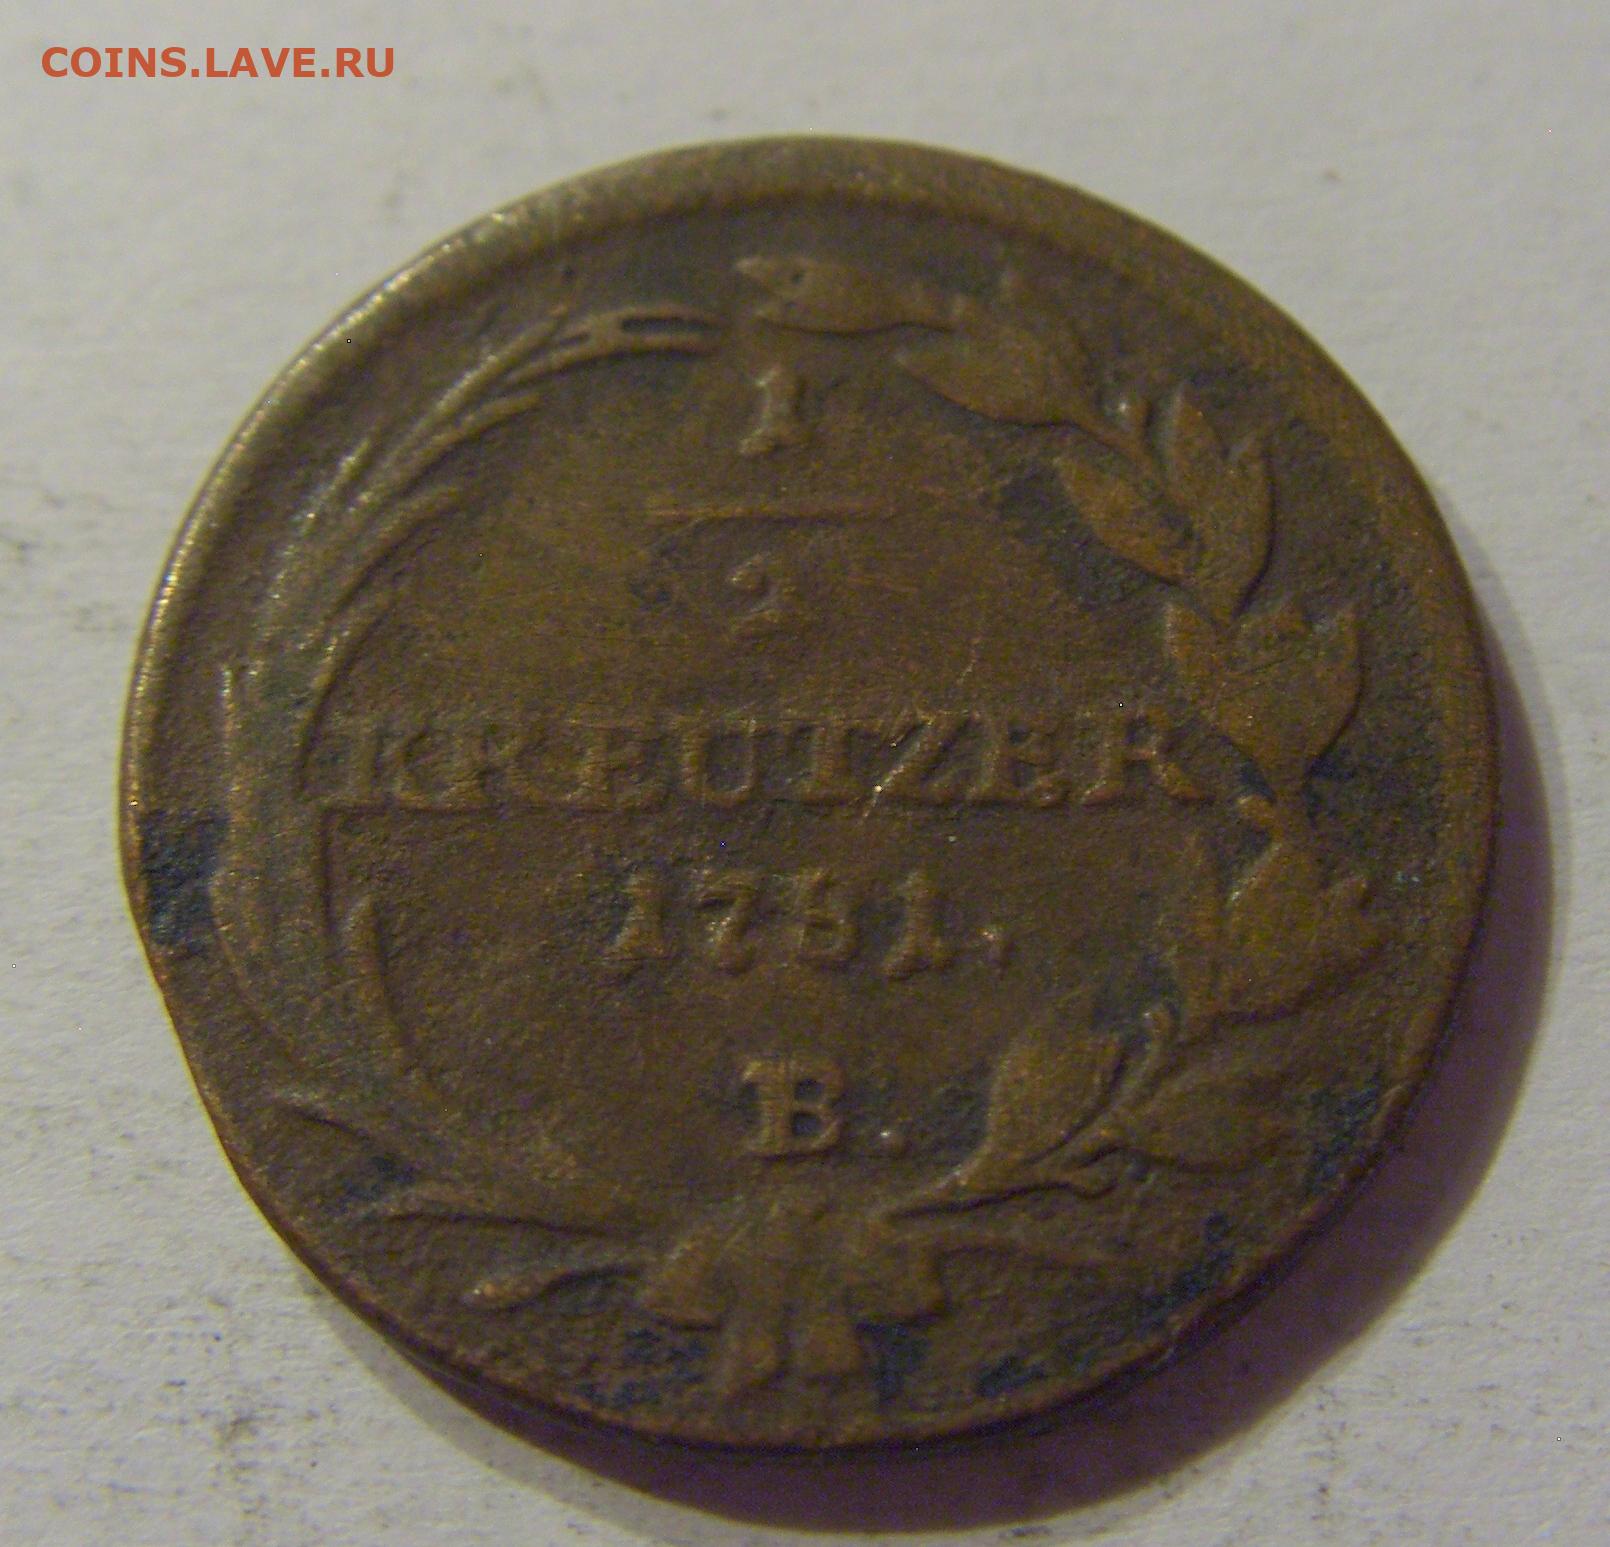 COINS.LAVE.RU
1
2
KREUTZER
1781.
B.